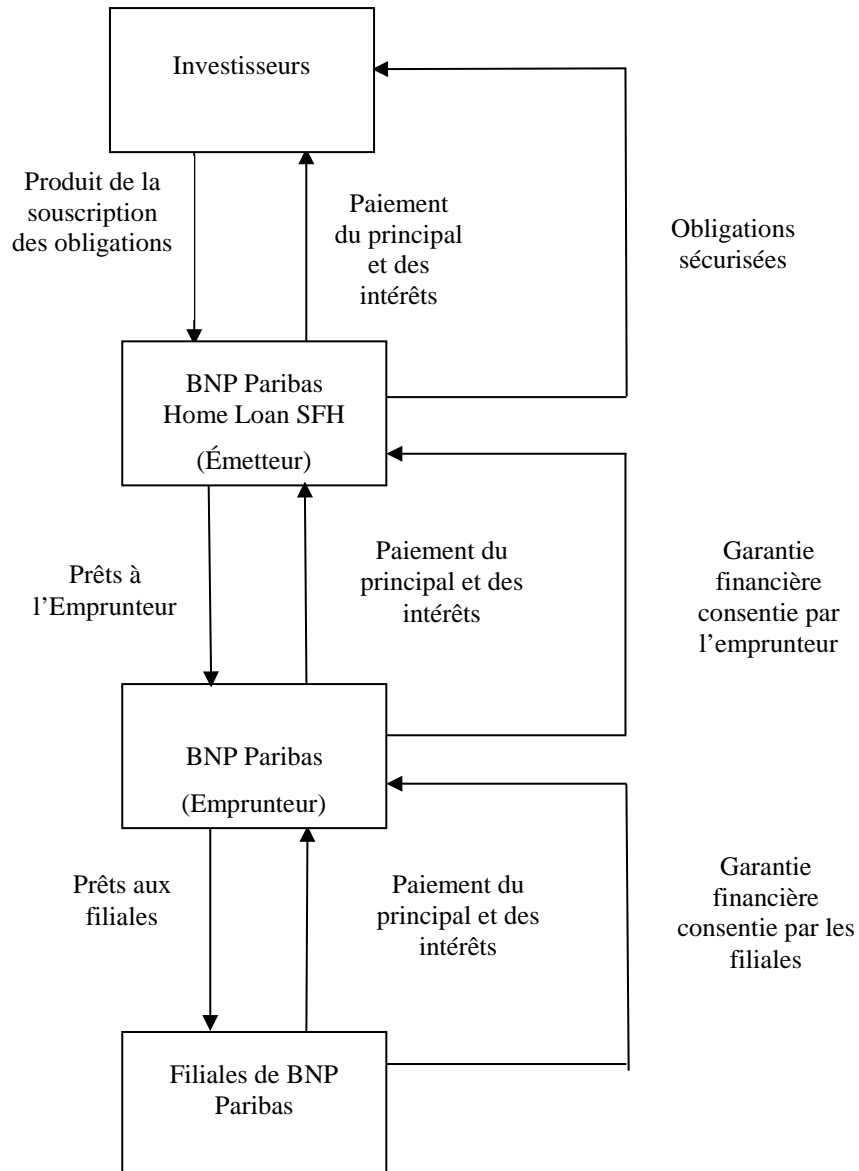 Investisseurs
Produit de la
souscription
des obligations
Paiement
du principal
et des
intérêts
Obligations
sécurisées
BNP Paribas
Home Loan SFH
(Émetteur)
Prêts à
l’Emprunteur
Paiement du
principal et des
intérêts
Garantie
financière
consentie par
l’emprunteur
BNP Paribas
(Emprunteur)
Prêts aux
filiales
Paiement du
principal et des
intérêts
Garantie
financière
consentie par les
filiales
Filiales de BNP
Paribas